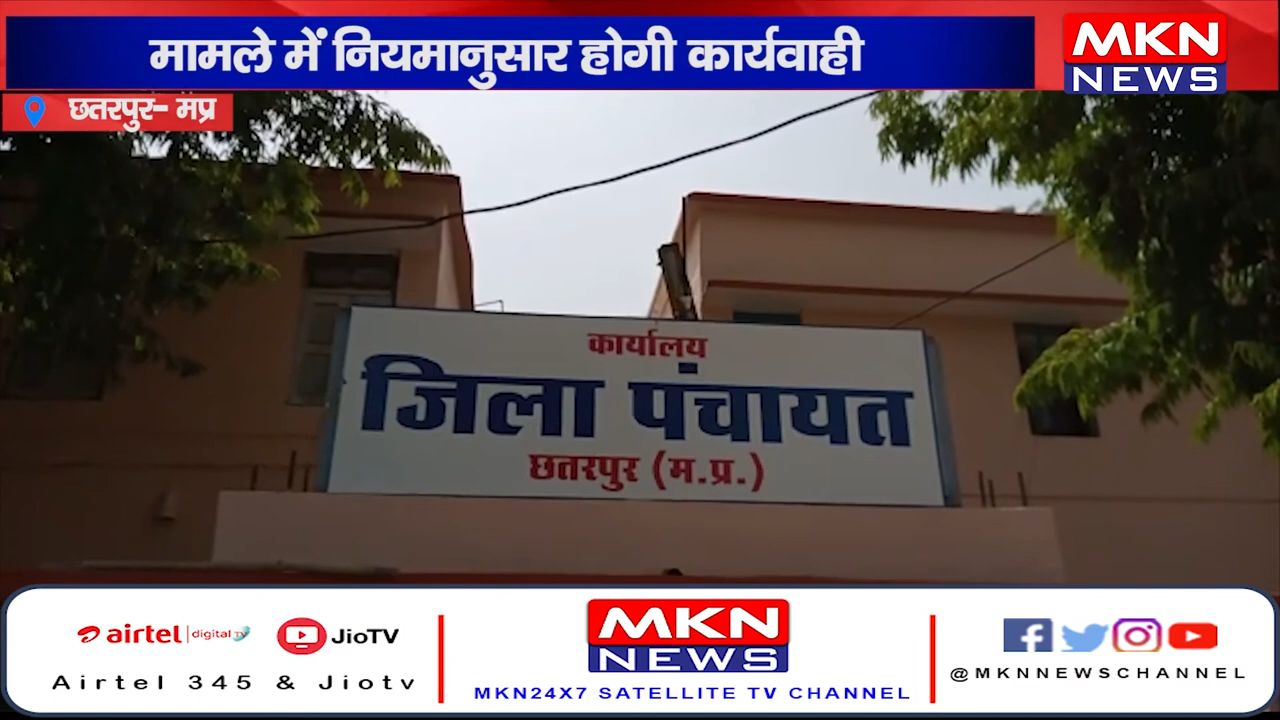 मामले में नियमानुसार होगी कार्यवाही
MKN
NEWS
छतरपुर- मप्र
कार्यालय
जिला पंचायत
छतरपुर (म.प्र.)
airtel digital TV
JioTV
Airtel 345 & Jiotv
MKN
NEWS
MKN24X7 SATELLITE TV CHANNEL
@MKNNEWSCHANNEL